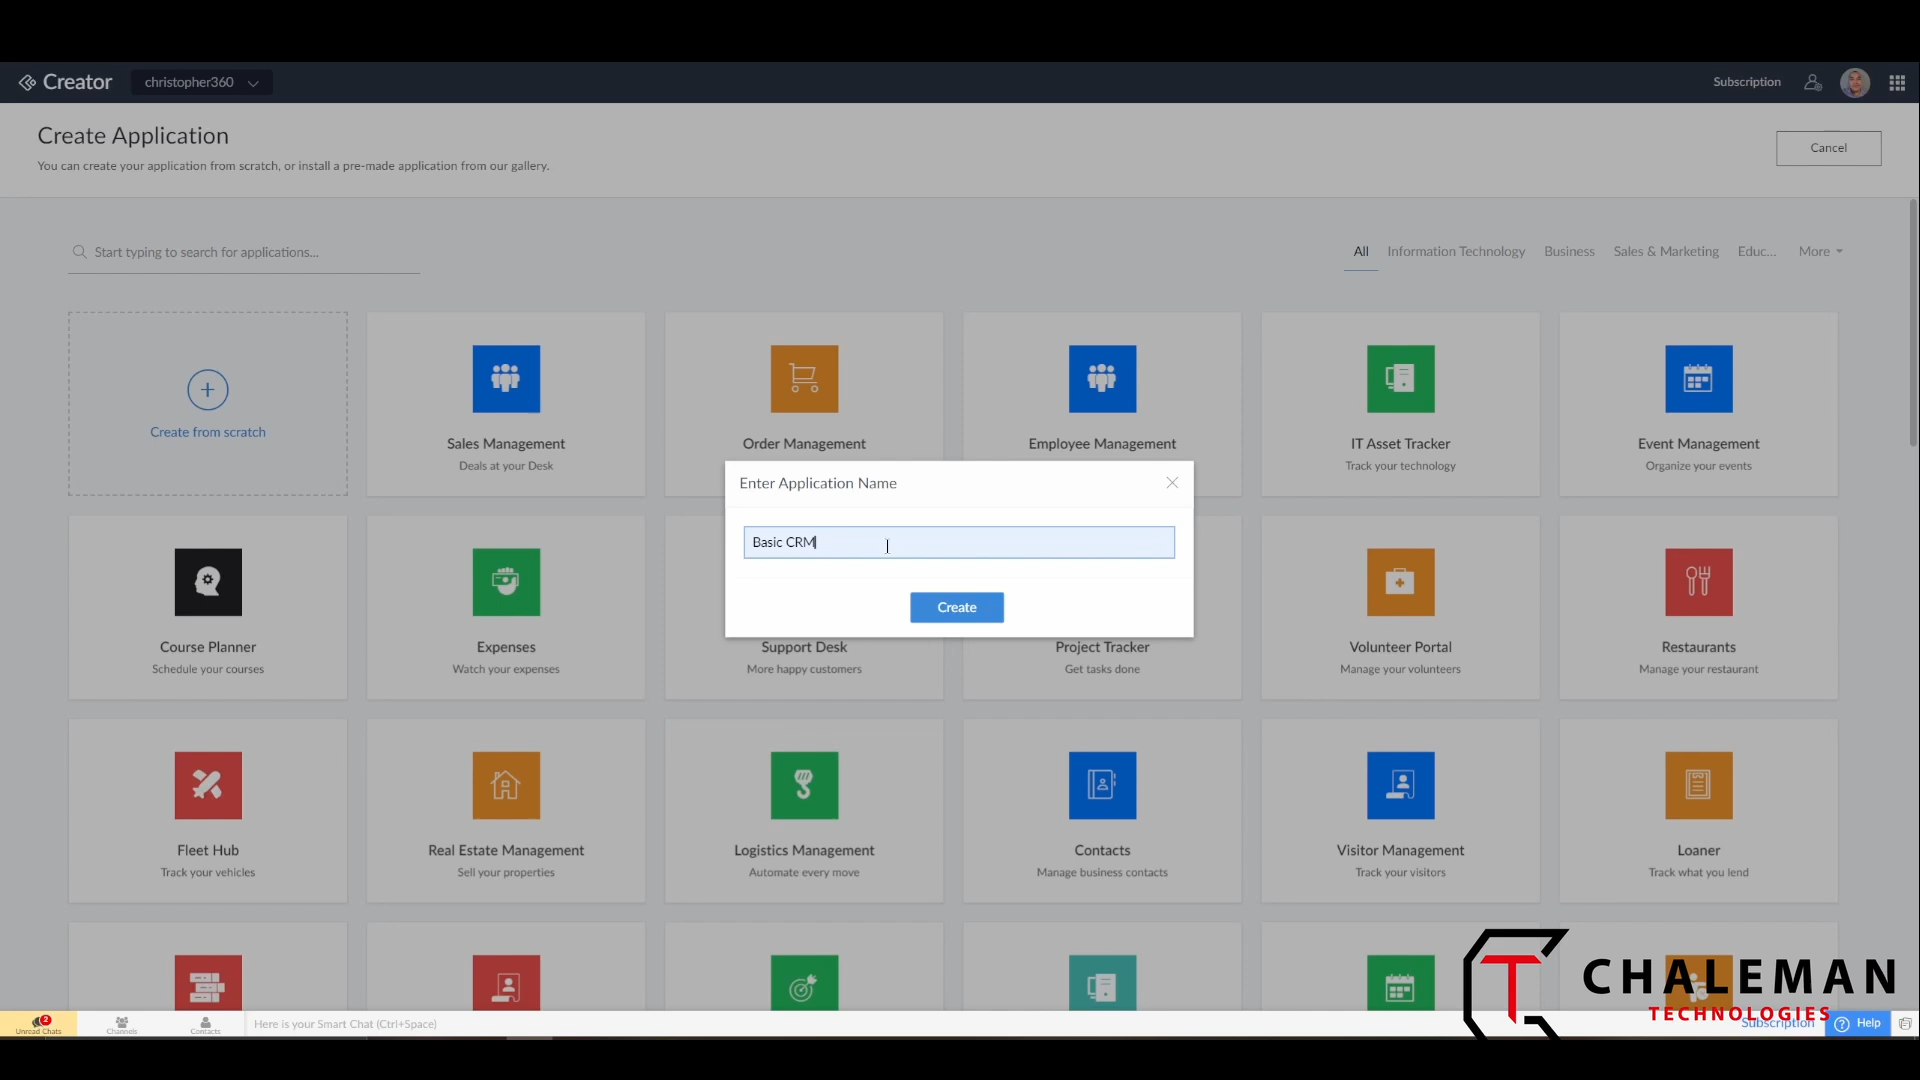 Creator
christopher360
Subscription
Create Application
You can create your application from scratch, or install a pre-made application from our gallery.
Cancel
Start typing to search for applications...
All
Information Technology
Business
Sales & Marketing
Educ...
More
Create from scratch
Sales Management
Deals at your Desk
Order Management
Employee Management
IT Asset Tracker
Track your technology
Event Management
Organize your events
Enter Application Name
Basic CRM
Create
Course Planner
Schedule your courses
Expenses
Watch your expenses
Support Desk
More happy customers
Project Tracker
Get tasks done
Volunteer Portal
Manage your volunteers
Restaurants
Manage your restaurant
Fleet Hub
Track your vehicles
Real Estate Management
Sell your properties
Logistics Management
Automate every move
Contacts
Manage business contacts
Visitor Management
Track your visitors
Loaner
Track what you lend
CHALEMAN
TECHNOLOGIES
2
Unread Chats
Channels
Contacts
Here is your Smart Chat (Ctrl+Space)
Subscription
Help